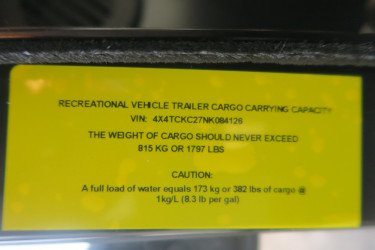 RECREATIONAL VEHICLE TRAILER CARGO CARRYING CAPACITY
VIN: 4X4TCKC27NK084126
THE WEIGHT OF CARGO SHOULD NEVER EXCEED
815 KG OR 1797 LBS
CAUTION:
A full load of water equals 173 kg or 382 lbs of cargo @
1kg/L (8.3 lb per gal)